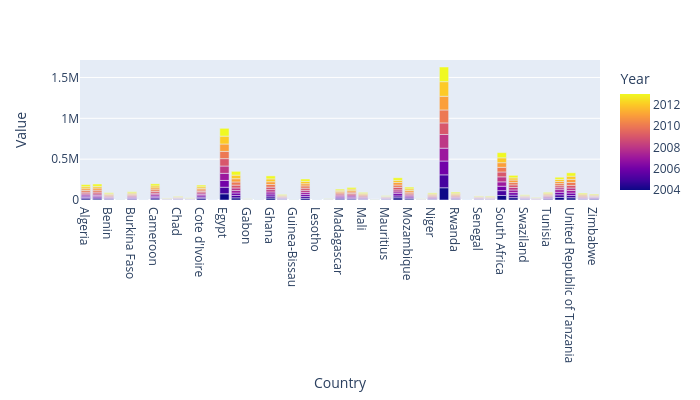 Year
Value
1.5M
1M
0.5M
0
2012
2010
2008
2006
2004
Algeria
Benin
Burkina Faso
Cameroon
Chad
Cote d'Ivoire
Egypt
Gabon
Ghana
Guinea-Bissau
Lesotho
Madagascar
Mali
Mauritius
Mozambique
Niger
Rwanda
Senegal
South Africa
Swaziland
Tunisia
United Republic of Tanzania
Zimbabwe
Country